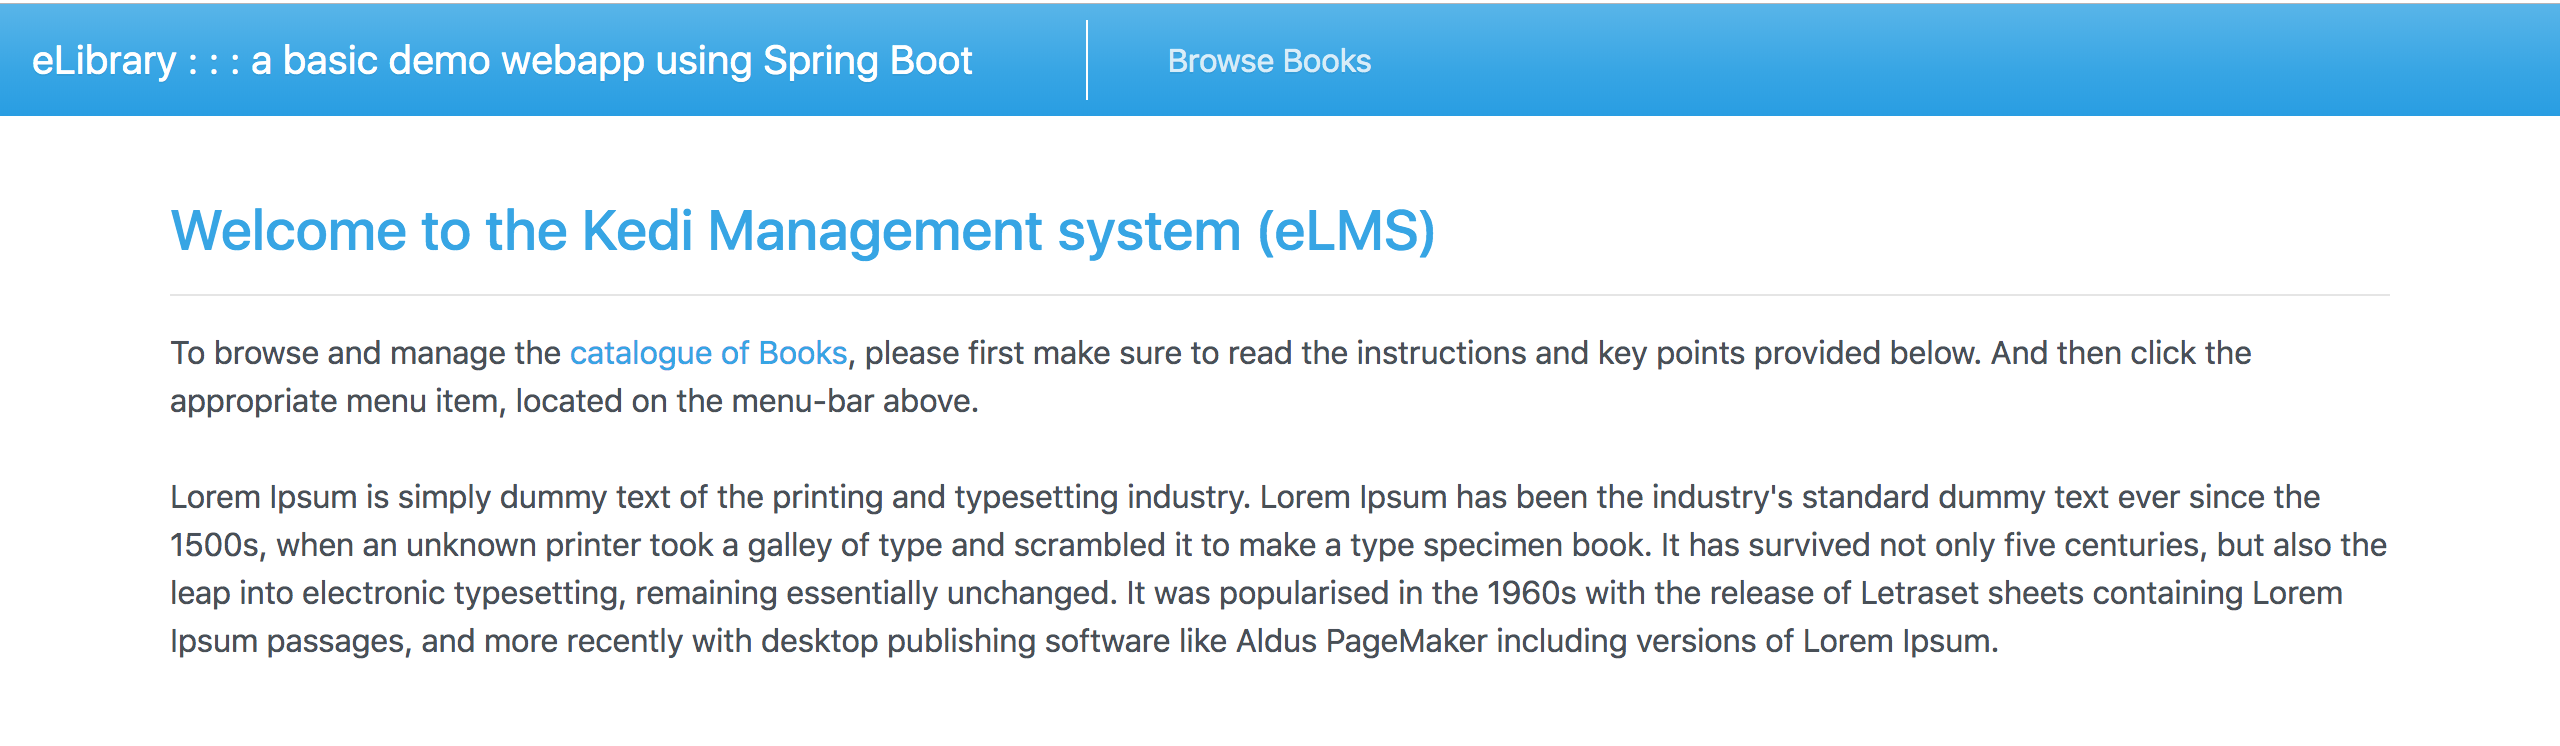 eLibrary : : : a basic demo webapp using Spring Boot
Browse Books
Welcome to the Kedi Management system (eLMS)
To browse and manage the catalogue of Books, please first make sure to read the instructions and key points provided below. And then click the
appropriate menu item, located on the menu-bar above.
Lorem Ipsum is simply dummy text of the printing and typesetting industry. Lorem Ipsum has been the industry's standard dummy text ever since the
1500s, when an unknown printer took a galley of type and scrambled it to make a type specimen book. It has survived not only five centuries, but also the
leap into electronic typesetting, remaining essentially unchanged. It was popularised in the 1960s with the release of Letraset sheets containing Lorem
Ipsum passages, and more recently with desktop publishing software like Aldus PageMaker including versions of Lorem Ipsum.